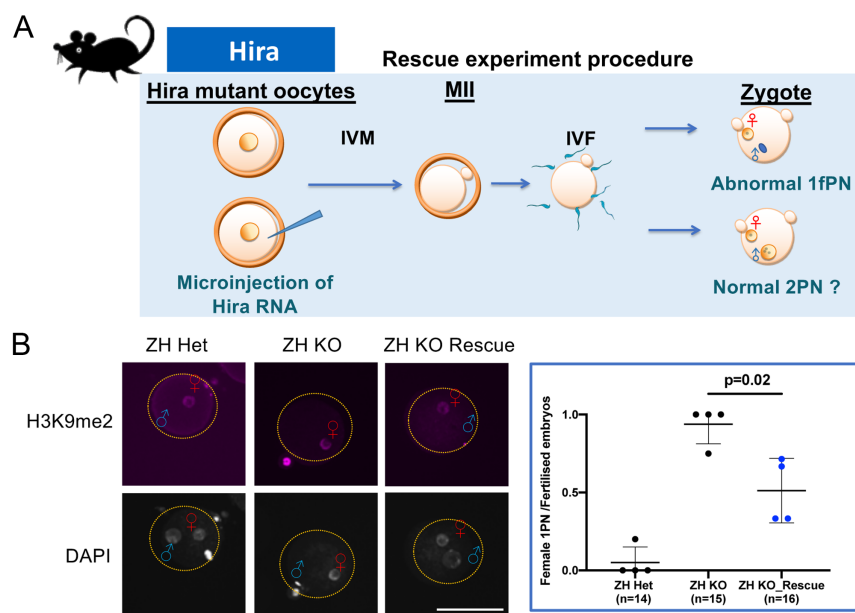 A
Hira
Rescue experiment procedure
Hira mutant oocytes
MII
Zygote
IVM
IVF
♀
♂
Abnormal 1fPN
♀
♂
Microinjection of
Hira RNA
Normal 2PN ?
B
ZH Het
ZH KO
ZH KO Rescue
H3K9me2
♀
♂
♀
♀
♂
DAPI
♀
♂
♀
♂
♀
♂
p=0.02
Female 1PN /Fertilised embryos
1.0
0.5
0.0
ZH Het
(n=14)
ZH KO
(n=15)
ZH KO_Rescue
(n=16)